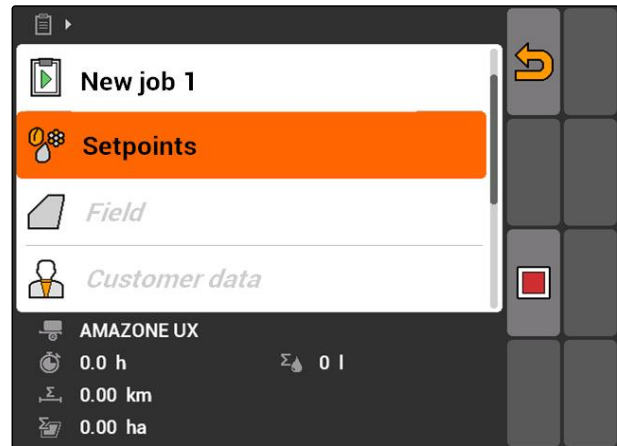 New job 1
Setpoints
Field
Customer data
AMAZONE UX
0.0 h
Σ 0 l
Σ 0.00 km
Σ 0.00 ha